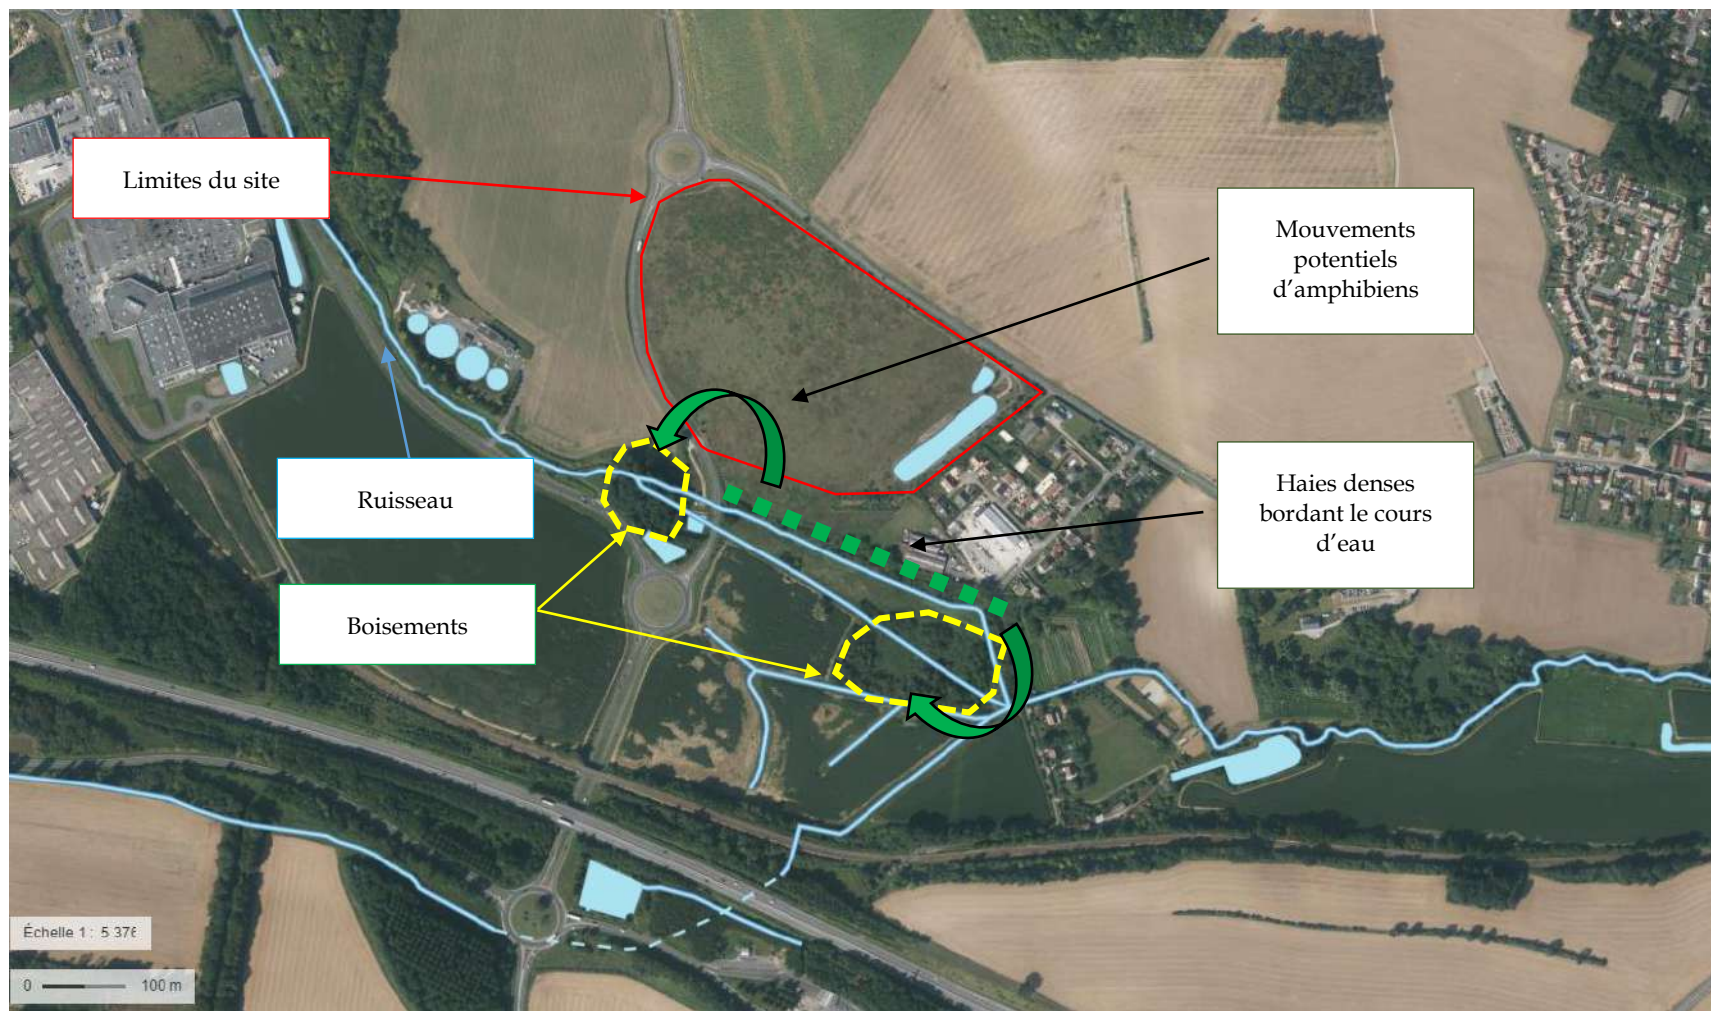 Limites du site
Mouvements
potentiels
d’amphibiens
Ruisseau
Haies denses
bordant le cours
d’eau
Boisements
Échelle 1 : 5 376
0 100 m